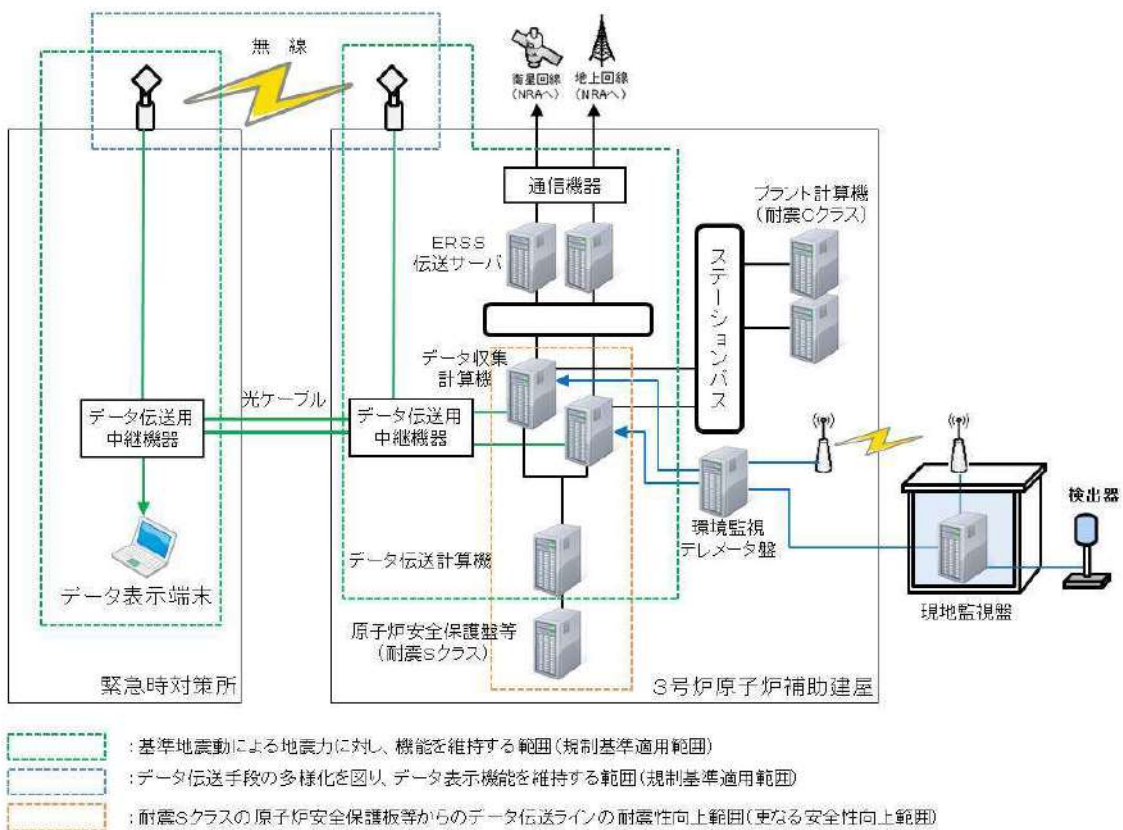 無 線
衛星回線
(NRAへ)
地上回線
(NRAへ)
通信機器
プラント計算機
(耐震Cクラス)
ERSS
伝送サーバ
ステーションバス
データ収集
計算機
光ケーブル
データ伝送用
中継機器
データ伝送用
中継機器
検出器
環境監視
テレメータ盤
データ伝送計算機
データ表示端末
現地監視盤
原子炉安全保護盤等
(耐震Sクラス)
緊急時対策所
3号炉原子炉補助建屋
:基準地震動による地震力に対し、機能を維持する範囲(規制基準適用範囲)
:データ伝送手段の多様化を図り、データ表示機能を維持する範囲(規制基準適用範囲)
:耐震Sクラスの原子炉安全保護板等からのデータ伝送ラインの耐震性向上範囲(更なる安全性向上範囲)